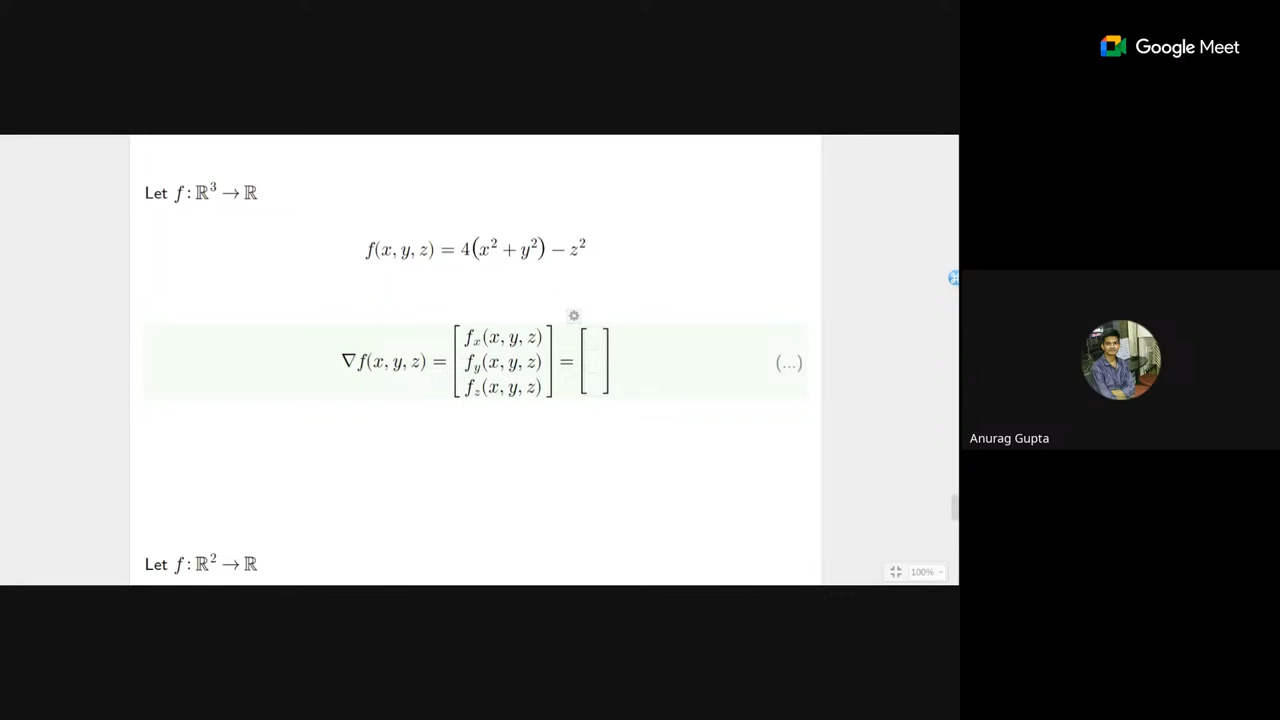 Google Meet
Let f : ℝ³ → ℝ
f(x, y, z) = 4(x² + y²) − z²
∇f(x, y, z) = [ f_x(x, y, z) f_y(x, y, z) f_z(x, y, z) ] = [ ] (...)
Anurag Gupta
Let f : ℝ² → ℝ
100%